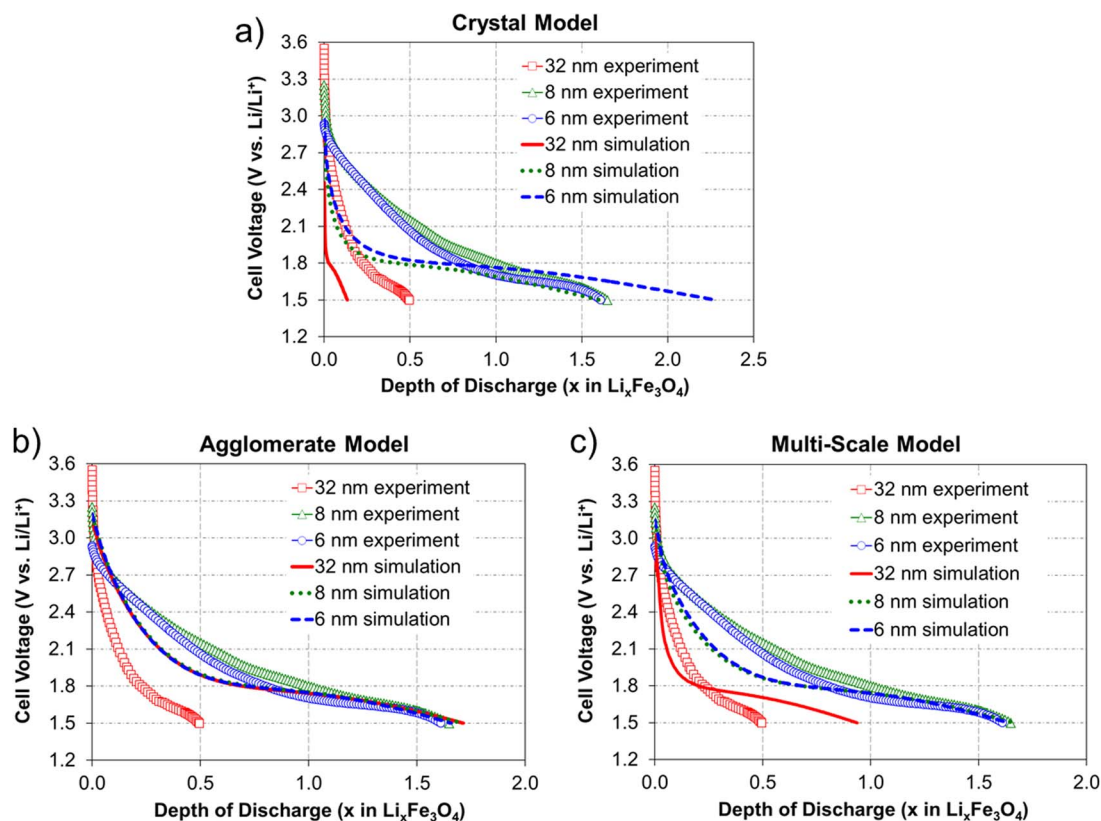 a)
Crystal Model
Cell Voltage (V vs. Li/Li⁺)
3.6
3.3
3.0
2.7
2.4
2.1
1.8
1.5
1.2
32 nm experiment
8 nm experiment
6 nm experiment
32 nm simulation
8 nm simulation
6 nm simulation
0.0 0.5 1.0 1.5 2.0 2.5
Depth of Discharge (x in LiₓFe₃O₄)
b)
Agglomerate Model
Cell Voltage (V vs. Li/Li⁺)
3.6
3.3
3.0
2.7
2.4
2.1
1.8
1.5
1.2
32 nm experiment
8 nm experiment
6 nm experiment
32 nm simulation
8 nm simulation
6 nm simulation
0.0 0.5 1.0 1.5 2.0
Depth of Discharge (x in LiₓFe₃O₄)
c)
Multi-Scale Model
Cell Voltage (V vs. Li/Li⁺)
3.6
3.3
3.0
2.7
2.4
2.1
1.8
1.5
1.2
32 nm experiment
8 nm experiment
6 nm experiment
32 nm simulation
8 nm simulation
6 nm simulation
0.0 0.5 1.0 1.5 2.0
Depth of Discharge (x in LiₓFe₃O₄)